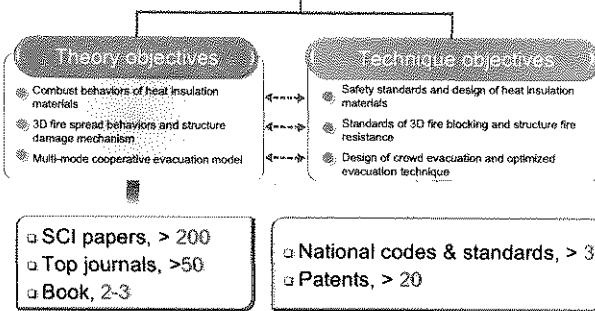 Theory objectives
Combust behaviors of heat insulation
materials
3D fire spread behaviors and structure
damage mechanism
Multi-mode cooperative evacuation model
Technique objectives
Safety standards and design of heat insulation
materials
Standards of 3D fire blocking and structure fire
resistance
Design of crowd evacuation and optimized
evacuation technique
SCI papers, > 200
Top journals, >50
Book, 2-3
National codes & standards, > 3
Patents, > 20